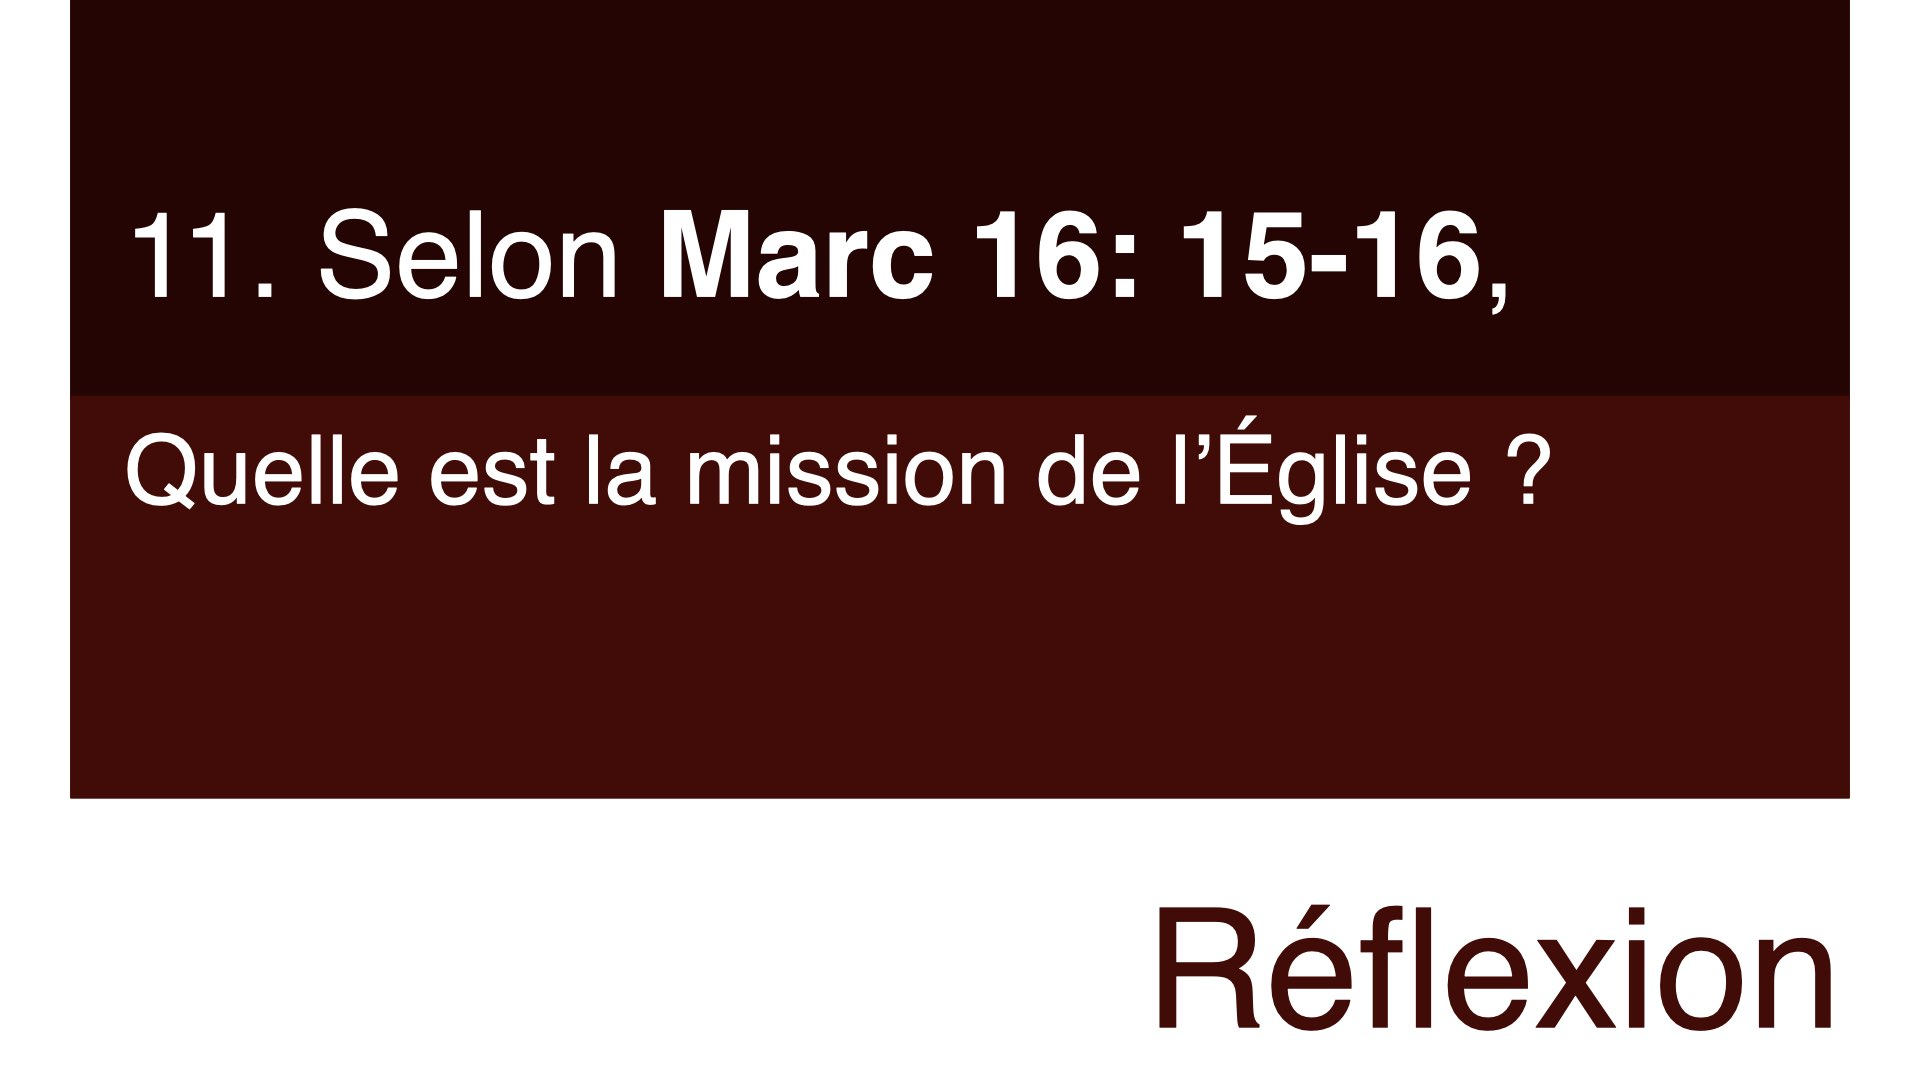 11. Selon Marc 16: 15-16,
Quelle est la mission de l’Église ?
Réflexion